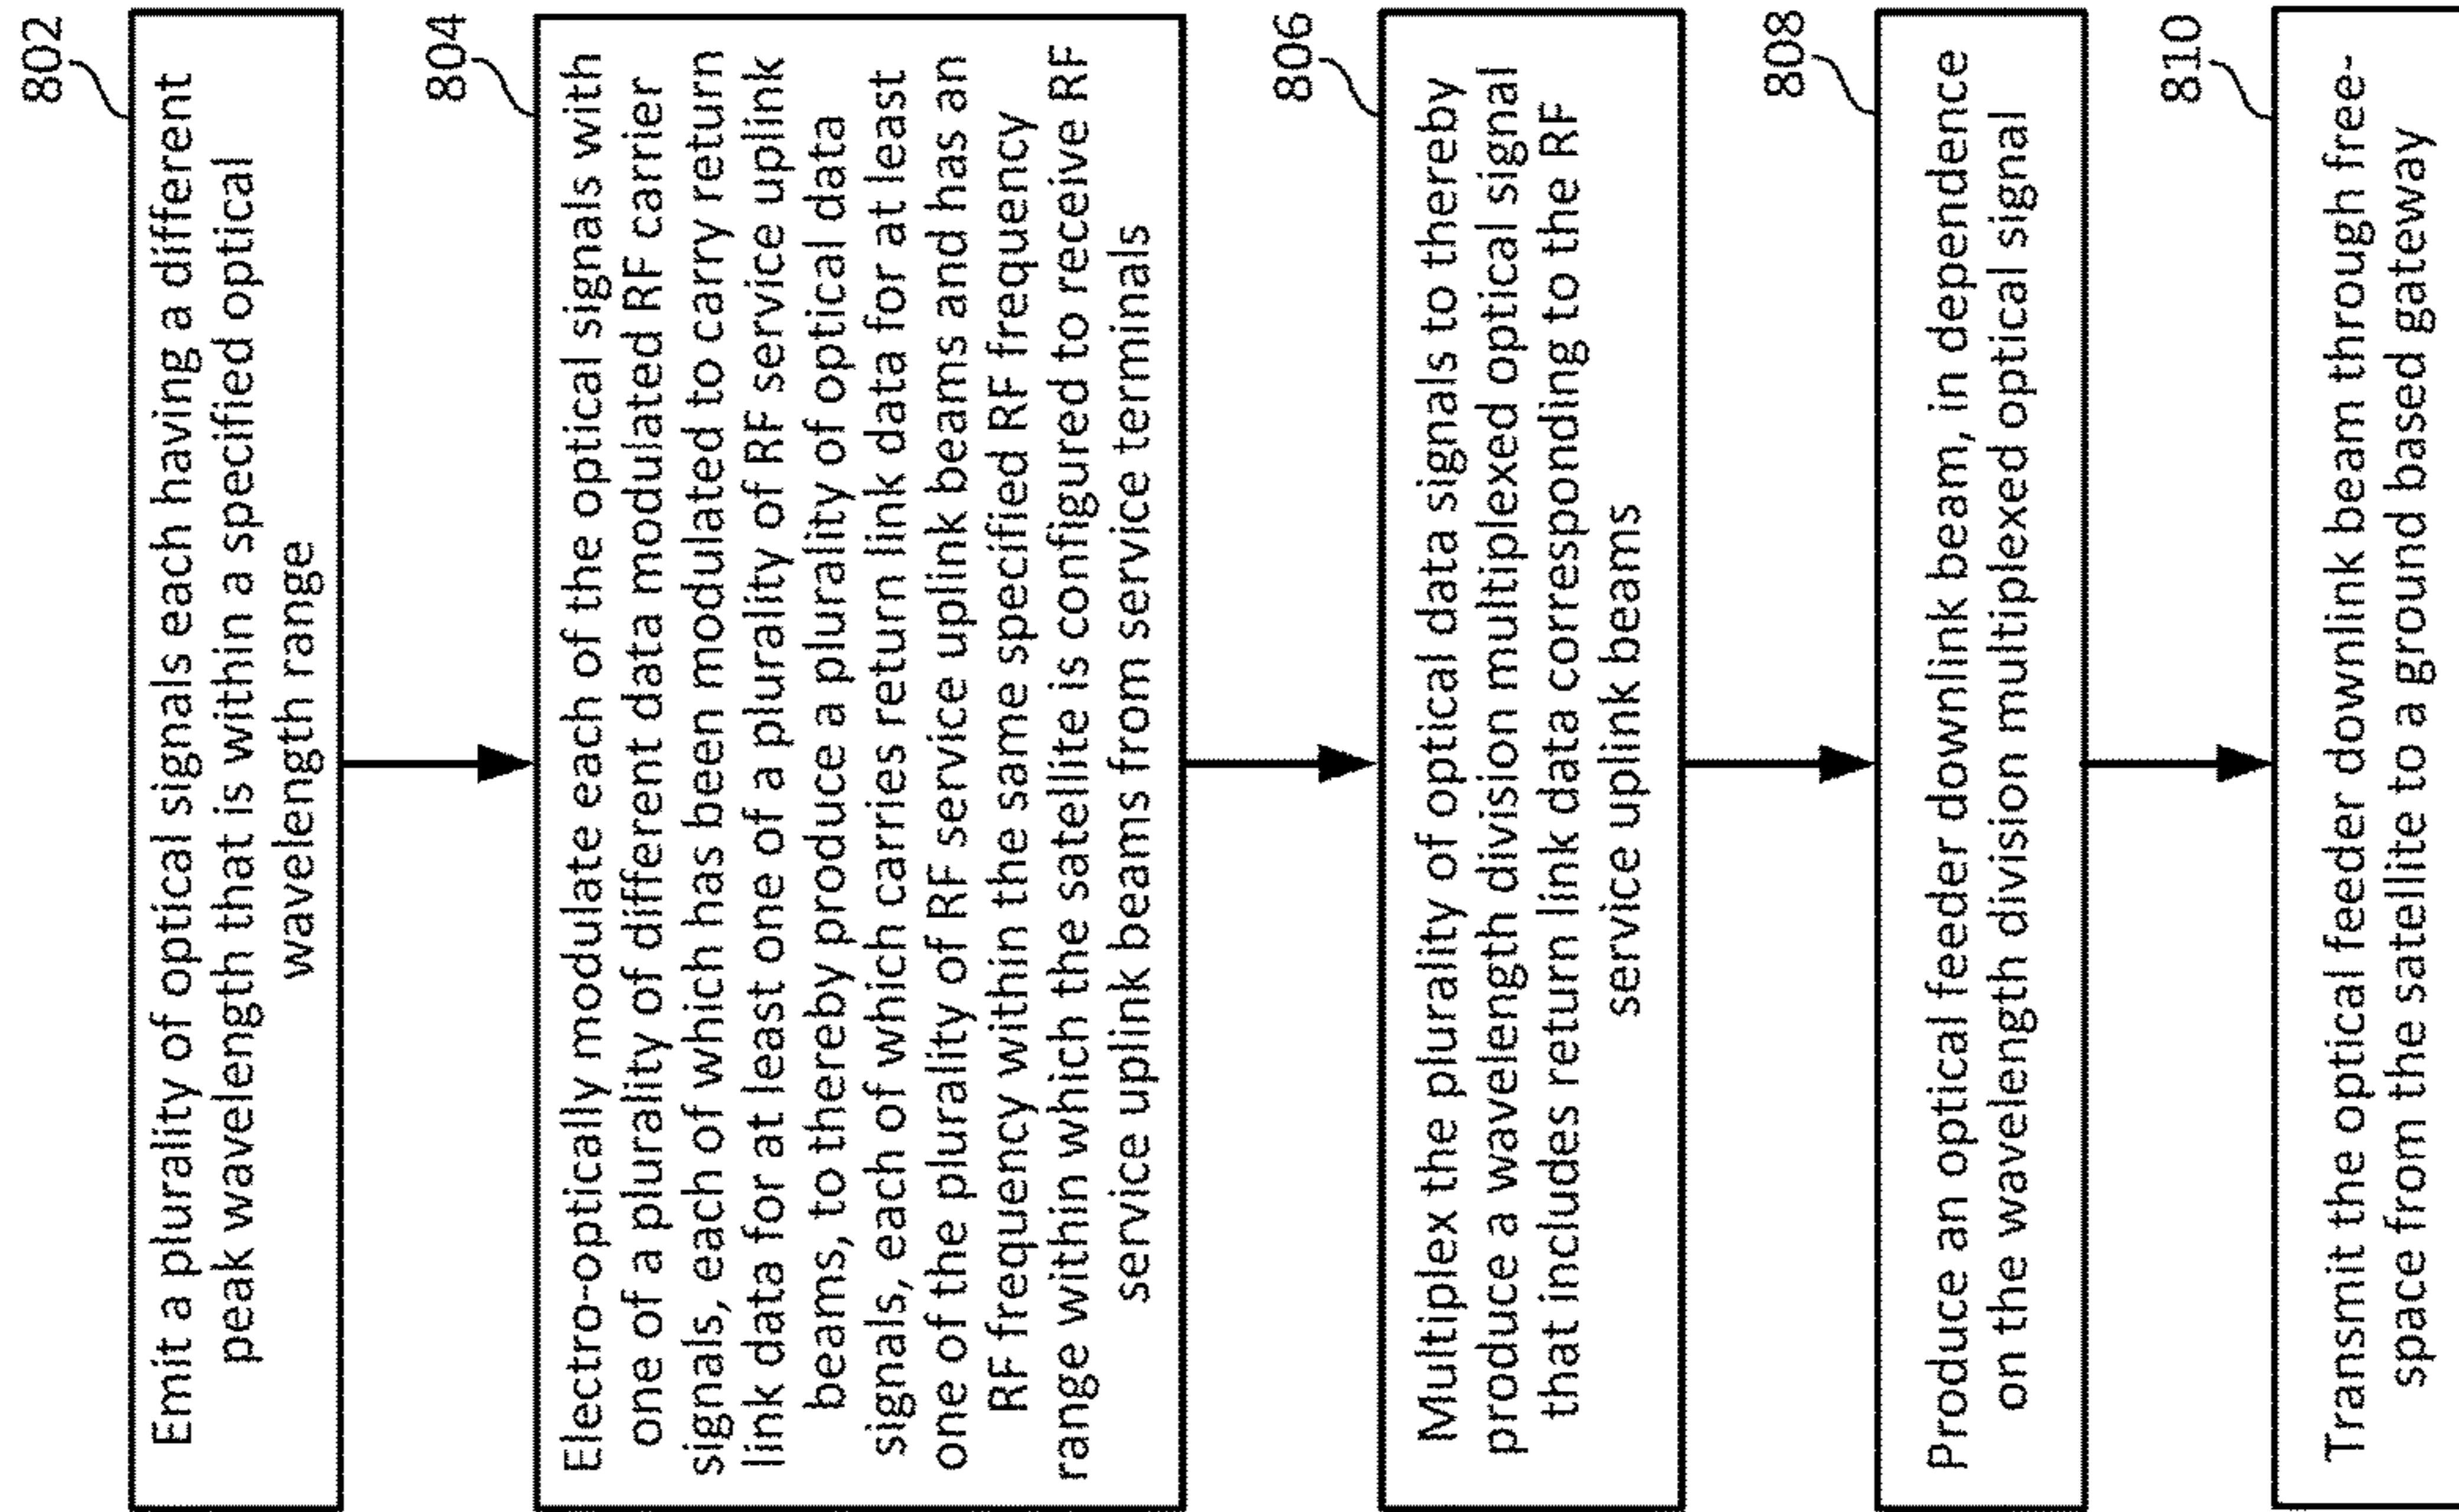 802
Emit a plurality of optical signals each having a different
peak wavelength that is within a specified optical
wavelength range
804
Electro-optically modulate each of the optical signals with
one of a plurality of different data modulated RF carrier
signals, each of which has been modulated to carry return
link data for at least one of a plurality of RF service uplink
beams, to thereby produce a plurality of optical data
signals, each of which carries return link data for at least
one of the plurality of RF service uplink beams and has an
RF frequency within the same specified RF frequency
range within which the satellite is configured to receive RF
service uplink beams from service terminals
806
Multiplex the plurality of optical data signals to thereby
produce a wavelength division multiplexed optical signal
that includes return link data corresponding to the RF
service uplink beams
808
Produce an optical feeder downlink beam, in dependence
on the wavelength division multiplexed optical signal
810
Transmit the optical feeder downlink beam through free-
space from the satellite to a ground based gateway